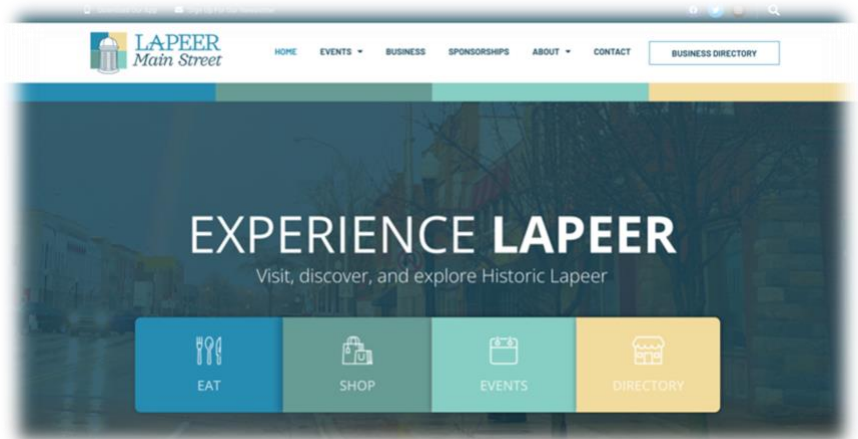 LAPEER
Main Street
HOME EVENTS BUSINESS SPONSORSHIPS ABOUT CONTACT BUSINESS DIRECTORY
EXPERIENCE LAPEER
Visit, discover, and explore Historic Lapeer
EAT SHOP EVENTS DIRECTORY